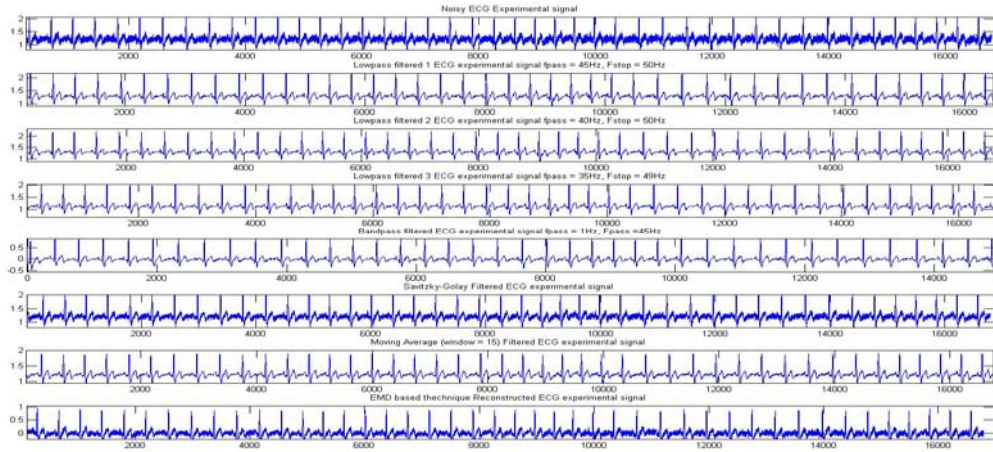 Noisy ECG Experimental signal
2
1.5
1
2000 4000 6000 8000 10000 12000 14000 16000
Lowpass filtered 1 ECG experimental signal fpass = 45Hz, Fstop = 50Hz
2
1.5
1
2000 4000 6000 8000 10000 12000 14000 16000
Lowpass filtered 2 ECG experimental signal fpass = 40Hz, Fstop = 50Hz
2
1.5
1
2000 4000 6000 8000 10000 12000 14000 16000
Lowpass filtered 3 ECG experimental signal fpass = 35Hz, Fstop = 49Hz
2
1.5
1
2000 4000 6000 8000 10000 12000 14000 16000
Bandpass filtered ECG experimental signal fpass = 1Hz, Fpass =45Hz
0.5
0
-0.5
0 2000 4000 6000 8000 10000 12000 14000
Savitzky-Golay Filtered ECG experimental signal
2
1.5
1
2000 4000 6000 8000 10000 12000 14000 16000
Moving Average (window = 15) Filtered ECG experimental signal
2
1.5
1
2000 4000 6000 8000 10000 12000 14000 16000
EMD based thechnique Reconstructed ECG experimental signal
1
0.5
0
2000 4000 6000 8000 10000 12000 14000 16000